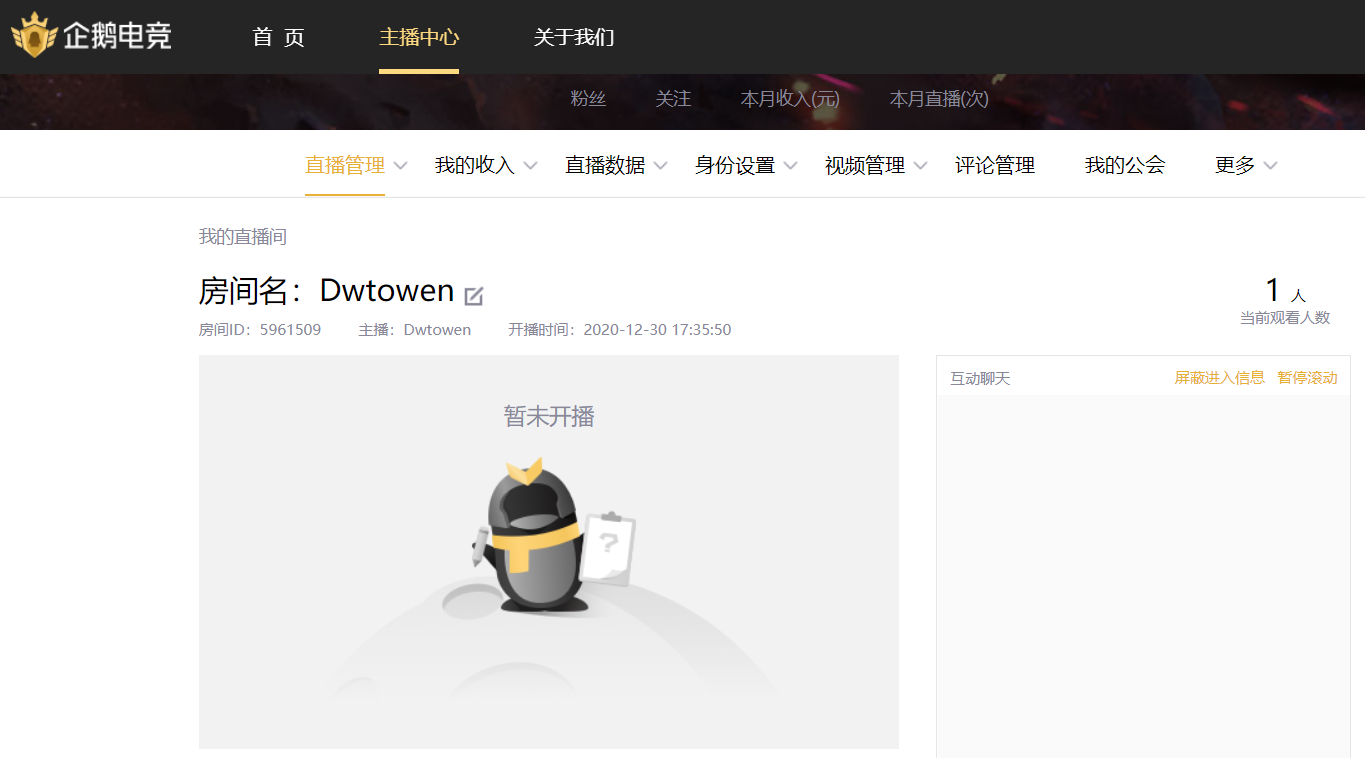 企鹅电竞 首 页 主播中心 关于我们
粉丝 关注 本月收入(元) 本月直播(次)
直播管理 我的收入 直播数据 身份设置 视频管理 评论管理 我的公会 更多
我的直播间
房间名：Dwtowen
1 人
房间ID：5961509 主播：Dwtowen 开播时间：2020-12-30 17:35:50
当前观看人数
互动聊天 屏蔽进入信息 暂停滚动
暂未开播
?